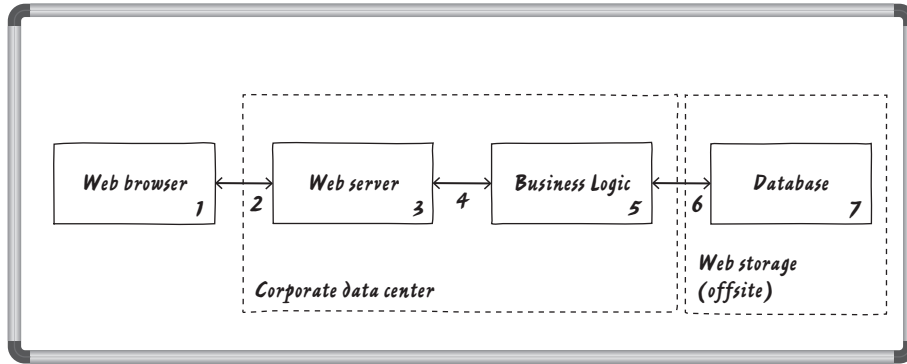 Web browser
1
2
Web server
3
4
Business Logic
5
6
Database
7
Corporate data center
Web storage
(offsite)